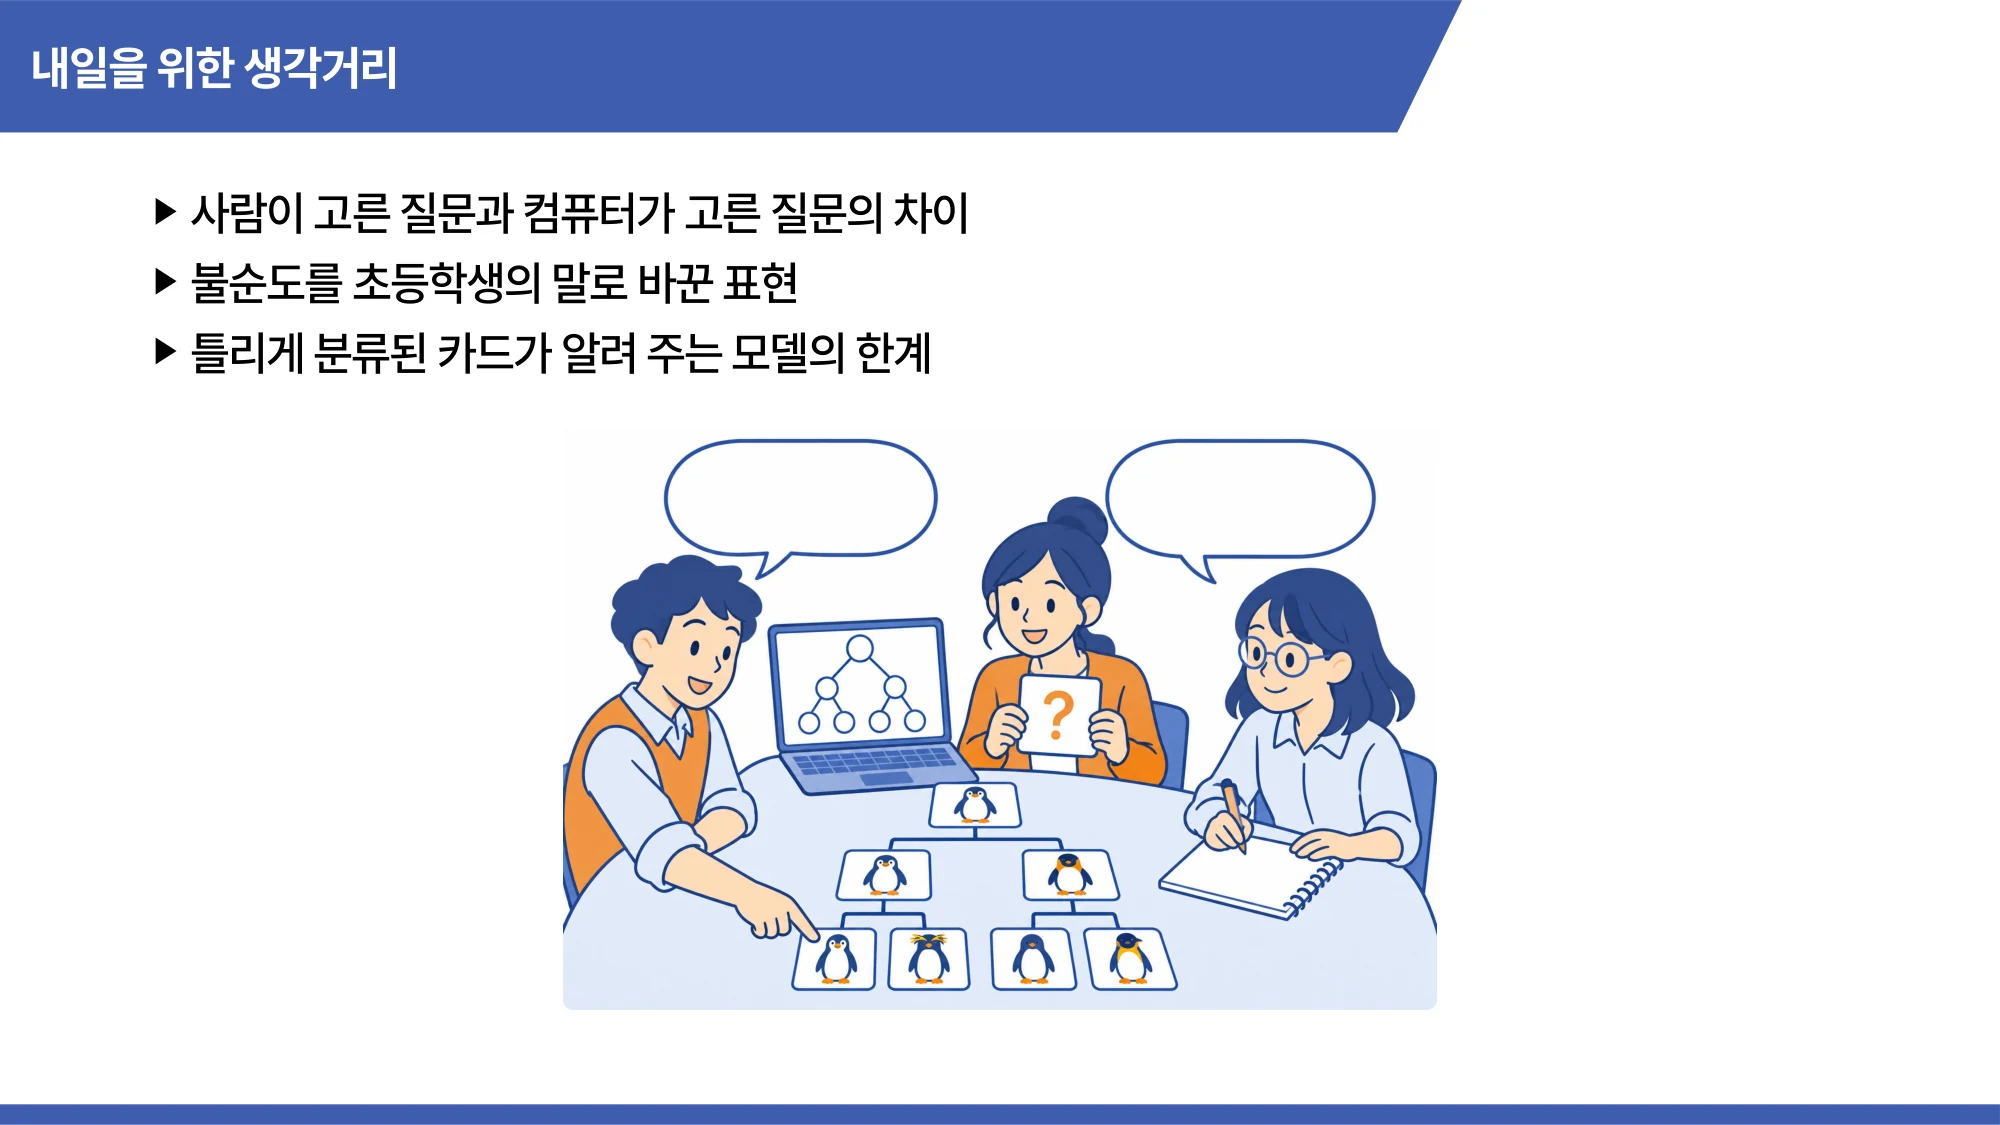 내일을 위한 생각거리
▶ 사람이 고른 질문과 컴퓨터가 고른 질문의 차이
▶ 불순도를 초등학생의 말로 바꾼 표현
▶ 틀리게 분류된 카드가 알려 주는 모델의 한계
?